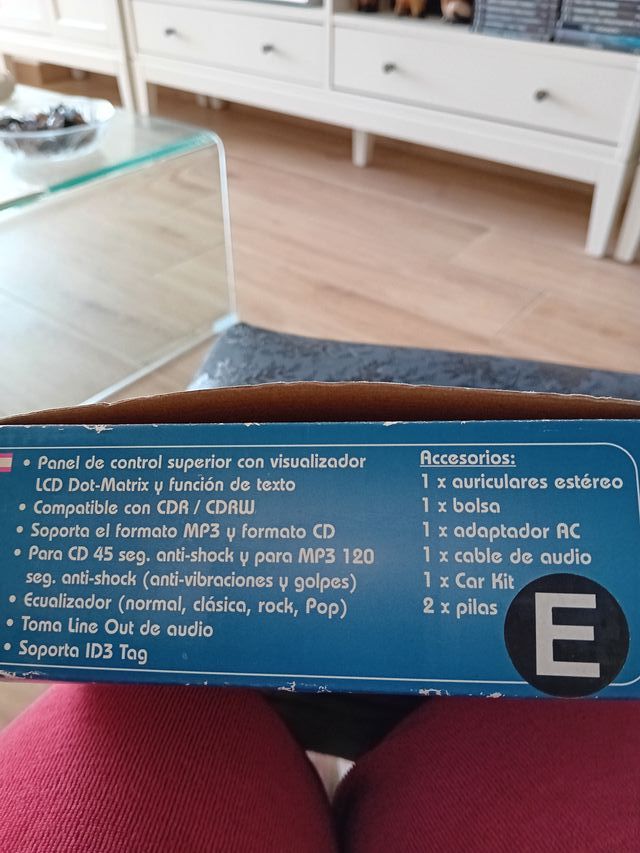 • Panel de control superior con visualizador
LCD Dot-Matrix y función de texto
• Compatible con CDR / CDRW
• Soporta el formato MP3 y formato CD
• Para CD 45 seg. anti-shock y para MP3 120
seg. anti-shock (anti-vibraciones y golpes)
• Ecualizador (normal, clásica, rock, Pop)
• Toma Line Out de audio
• Soporta ID3 Tag
Accesorios:
1 x auriculares estéreo
1 x bolsa
1 x adaptador AC
1 x cable de audio
1 x Car Kit
2 x pilas
E